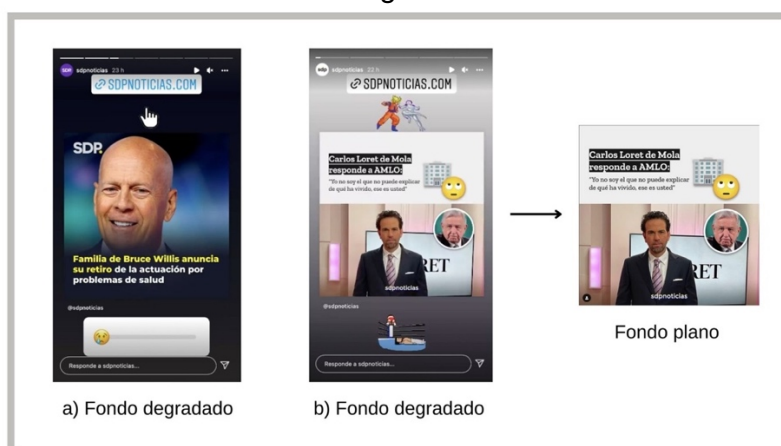 SDP sdpnoticias 23 h
SDPNOTICIAS.COM
SDP.
Familia de Bruce Willis anuncia
su retiro de la actuación por
problemas de salud
@sdpnoticias
Responde a sdpnoticias...
a) Fondo degradado
sdp sdpnoticias 22 h
SDPNOTICIAS.COM
Carlos Loret de Mola
responde a AMLO:
"Yo no soy el que no puede explicar
de qué ha vivido, ese es usted"
RET
sdpnoticias
@sdpnoticias
Responde a sdpnoticias...
b) Fondo degradado
Carlos Loret de Mola
responde a AMLO:
"Yo no soy el que no puede explicar
de qué ha vivido, ese es usted"
RET
sdpnoticias
Fondo plano